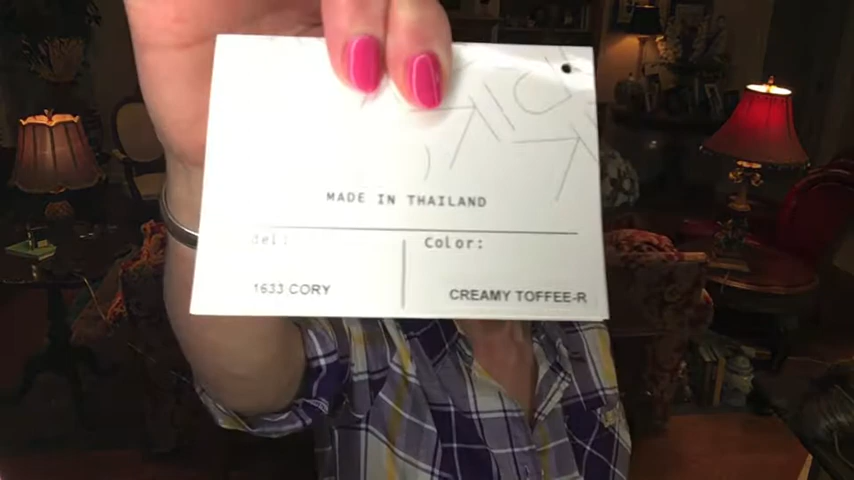 MADE IN THAILAND
Color:
1633 CORY
CREAMY TOFFEE-R